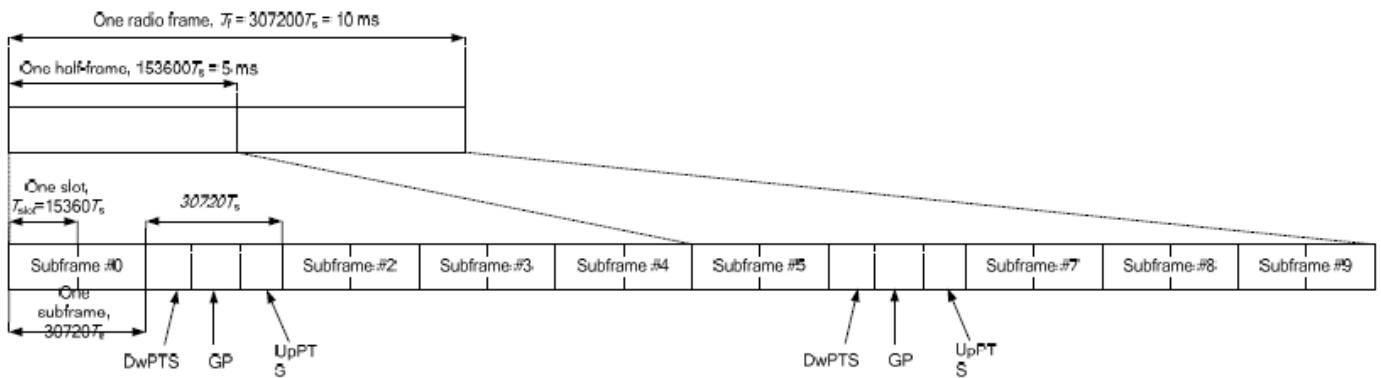 One radio frame, Tf = 307200Ts = 10 ms
One half-frame, 153600Ts = 5 ms
One slot,
Tslot=15360Ts
30720Ts
Subframe #0
Subframe #2
Subframe #3
Subframe #4
Subframe #5
Subframe #7
Subframe #8
Subframe #9
One
subframe,
30720Ts
DwPTS
GP
UpPT
S
DwPTS
GP
UpPT
S